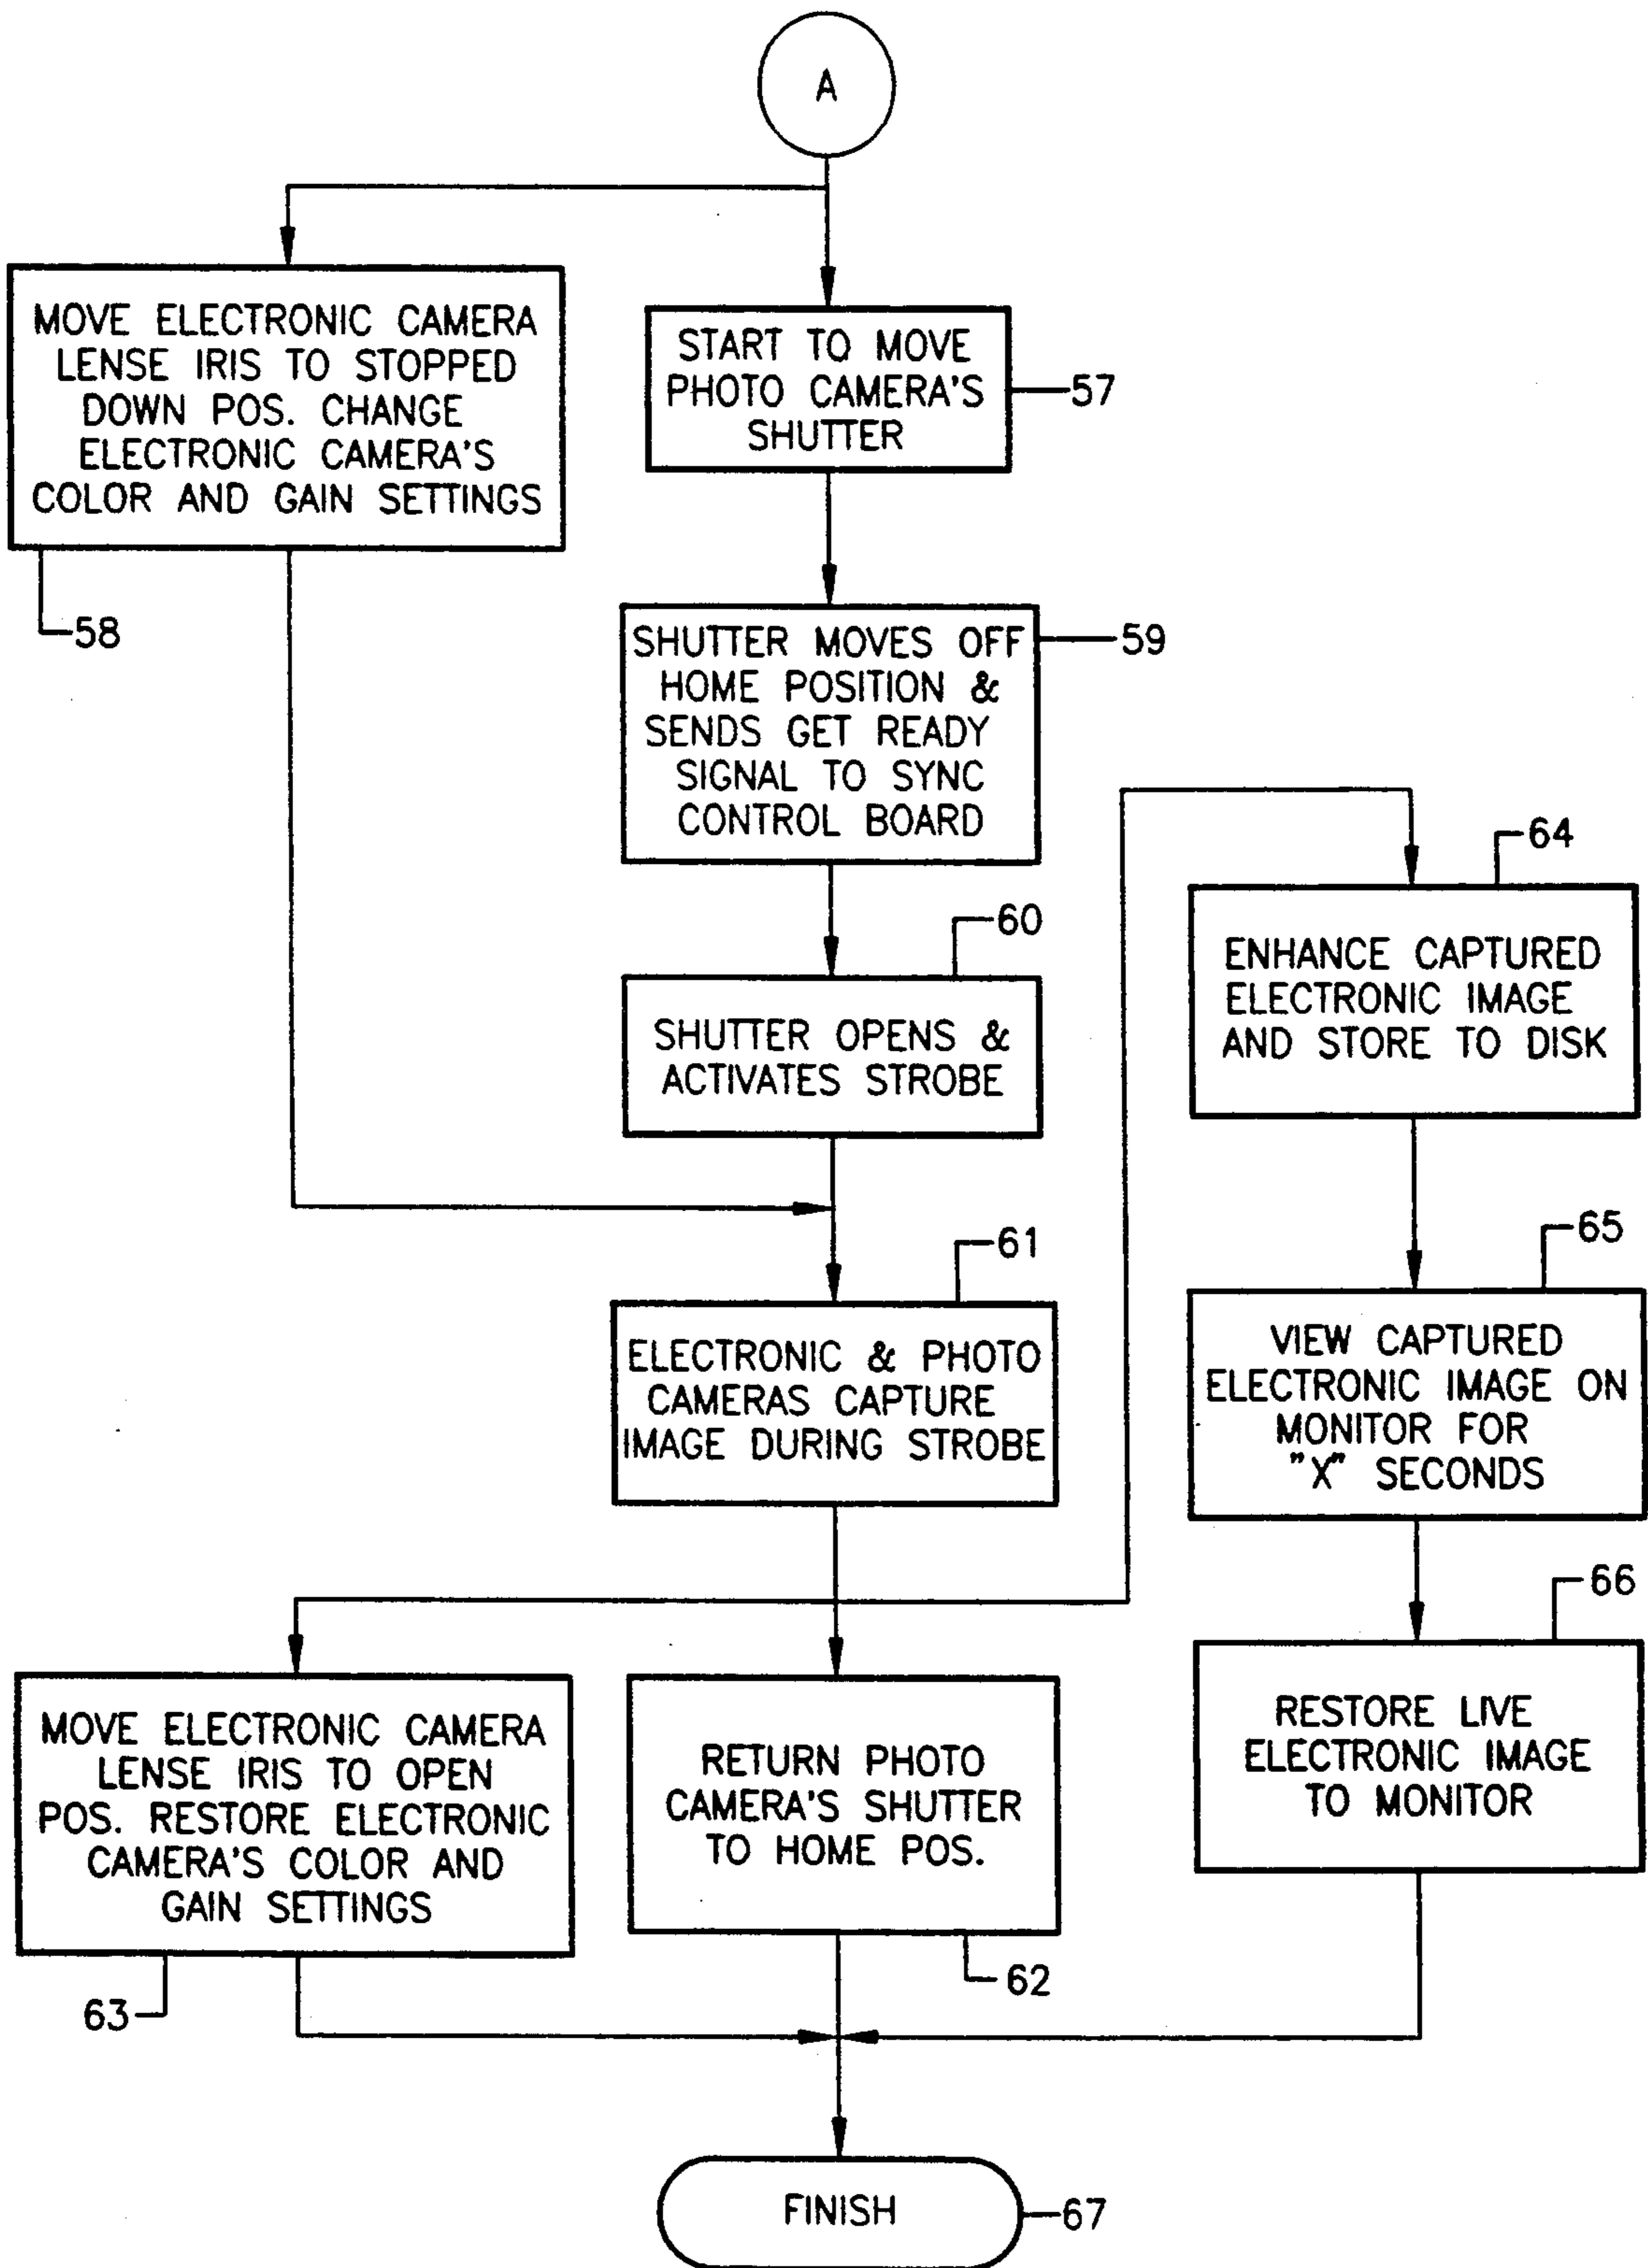 A
MOVE ELECTRONIC CAMERA
LENSE IRIS TO STOPPED
DOWN POS. CHANGE
ELECTRONIC CAMERA'S
COLOR AND GAIN SETTINGS
58
START TO MOVE
PHOTO CAMERA'S
SHUTTER
57
SHUTTER MOVES OFF
HOME POSITION &
SENDS GET READY
SIGNAL TO SYNC
CONTROL BOARD
59
SHUTTER OPENS &
ACTIVATES STROBE
60
ELECTRONIC & PHOTO
CAMERAS CAPTURE
IMAGE DURING STROBE
61
MOVE ELECTRONIC CAMERA
LENSE IRIS TO OPEN
POS. RESTORE ELECTRONIC
CAMERA'S COLOR AND
GAIN SETTINGS
63
RETURN PHOTO
CAMERA'S SHUTTER
TO HOME POS.
62
64
ENHANCE CAPTURED
ELECTRONIC IMAGE
AND STORE TO DISK
65
VIEW CAPTURED
ELECTRONIC IMAGE ON
MONITOR FOR
"X" SECONDS
66
RESTORE LIVE
ELECTRONIC IMAGE
TO MONITOR
FINISH
67